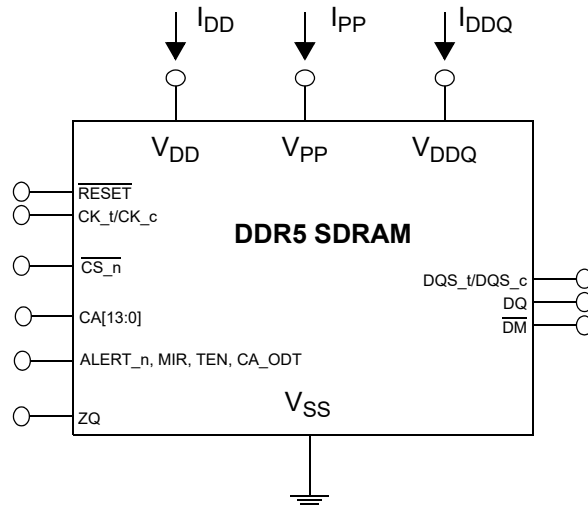 IDD IPP IDDQ
VDD VPP VDDQ
RESET
CK_t/CK_c
DDR5 SDRAM
CS_n
DQS_t/DQS_c
DQ
CA[13:0]
DM
ALERT_n, MIR, TEN, CA_ODT
VSS
ZQ